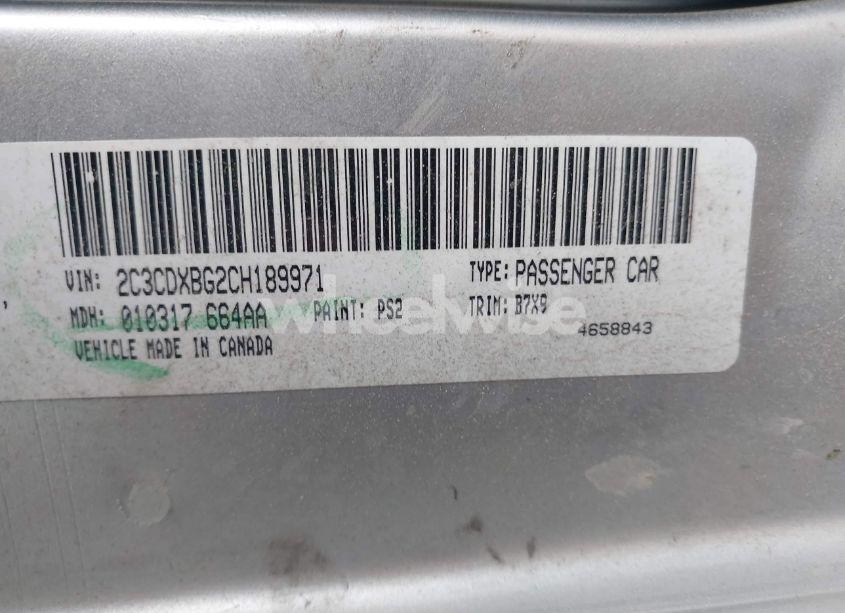 VIN: 2C3CDXBG2CH189971 TYPE: PASSENGER CAR
MDH: 010317 664AA PAINT: PS2 TRIM: B7X9
VEHICLE MADE IN CANADA 4658843
wheelwise